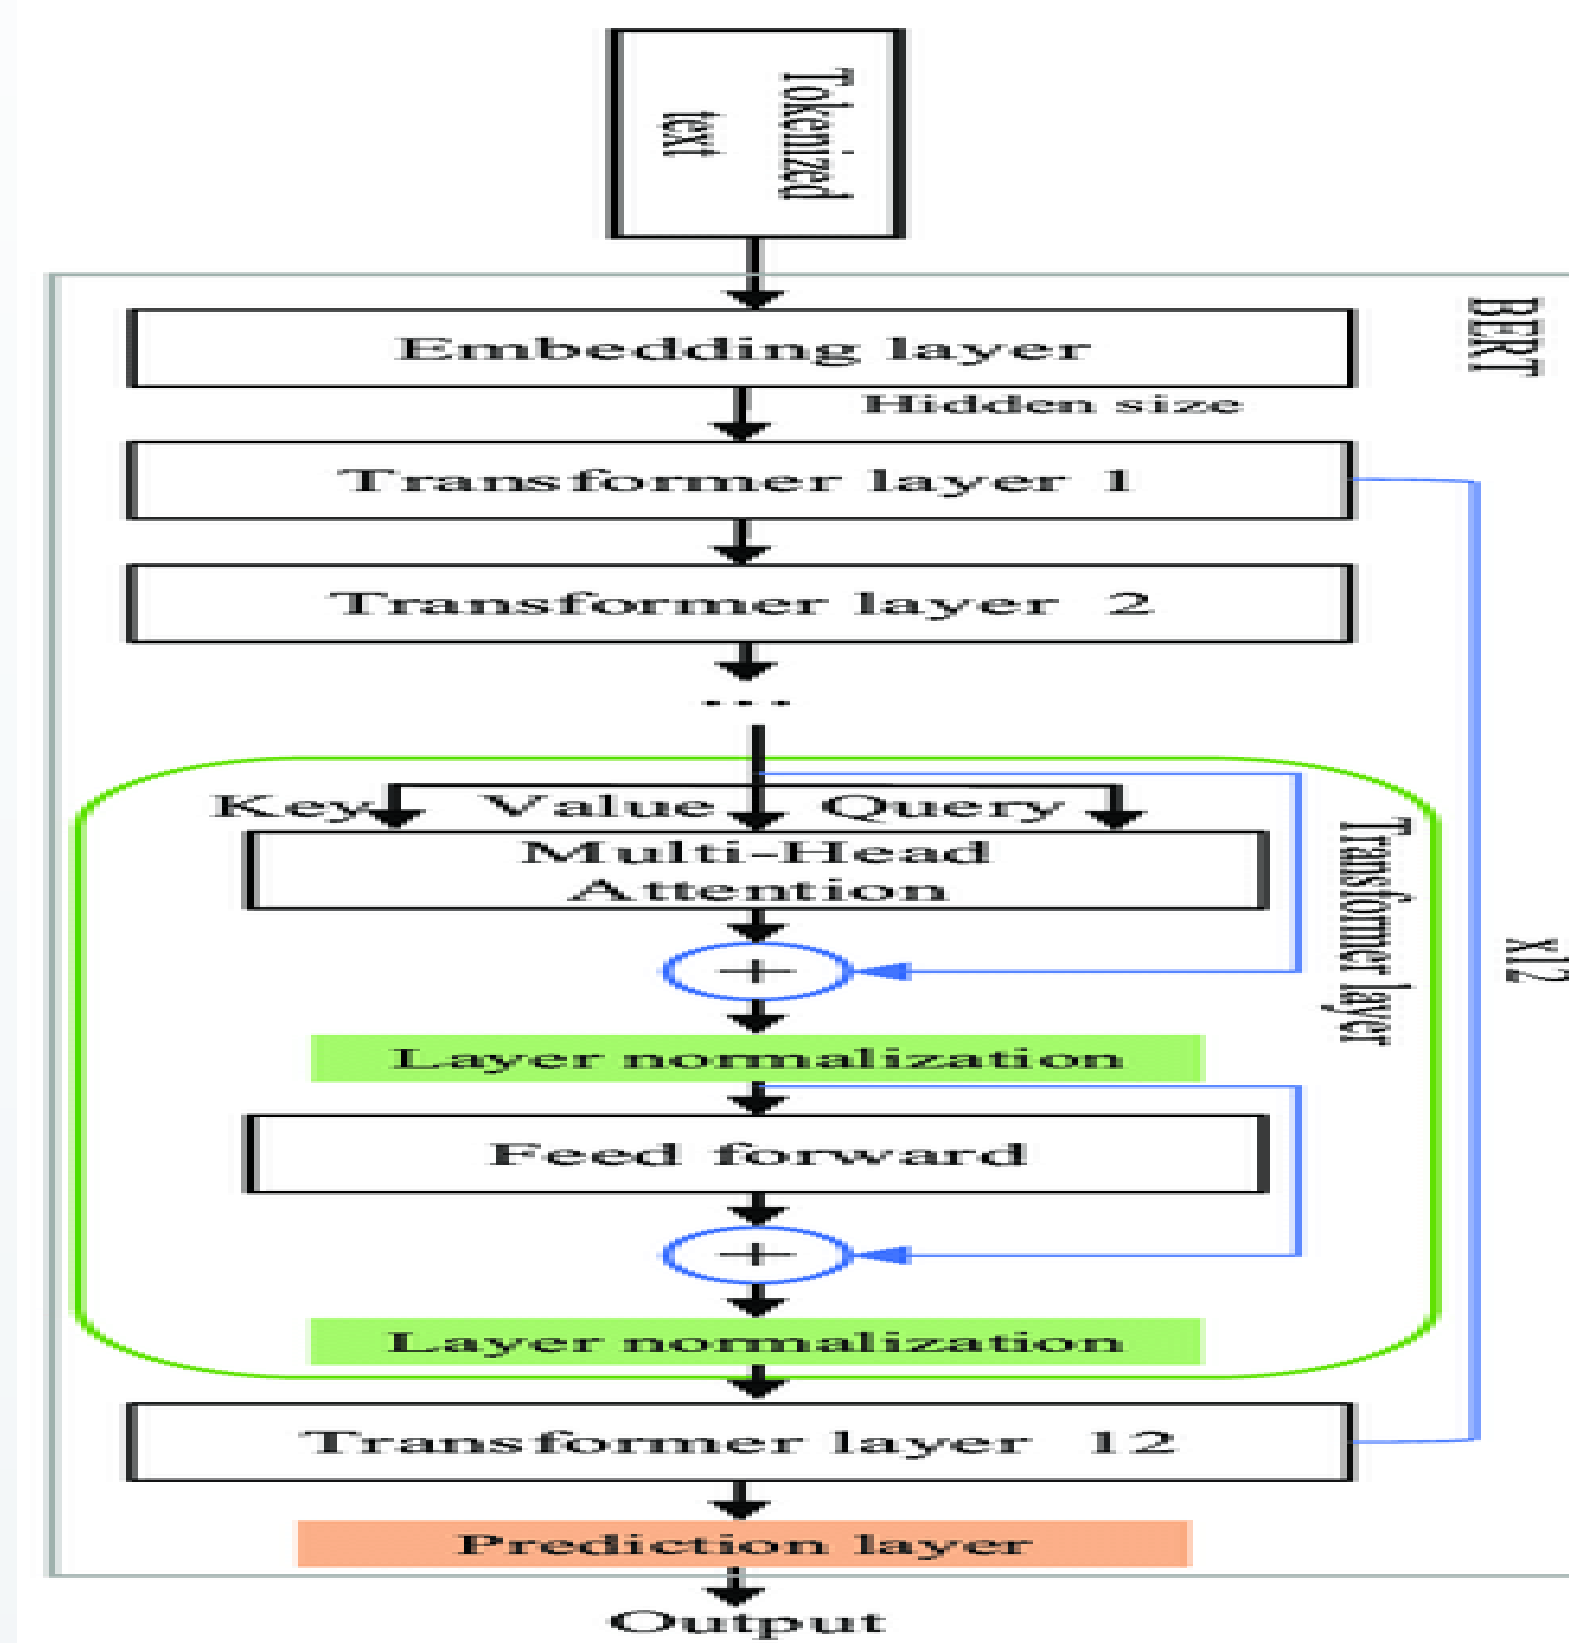 Tokenized
text
BERT
Embedding layer
Hidden size
Transformer layer 1
Transformer layer 2
...
Key Value Query
Multi-Head
Attention
+
Transformer layer
x12
Layer normalization
Feed forward
+
Layer normalization
Transformer layer 12
Prediction layer
Output